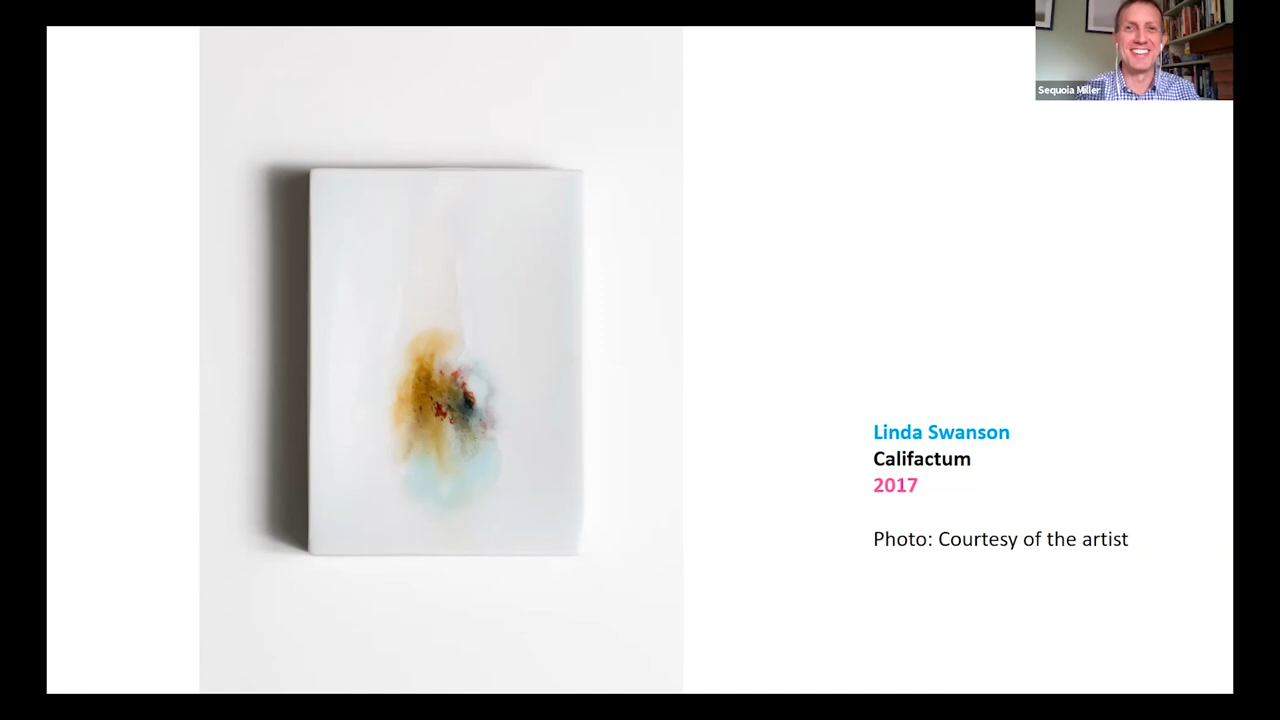 Sequoia Miller
Linda Swanson
Califactum
2017
Photo: Courtesy of the artist